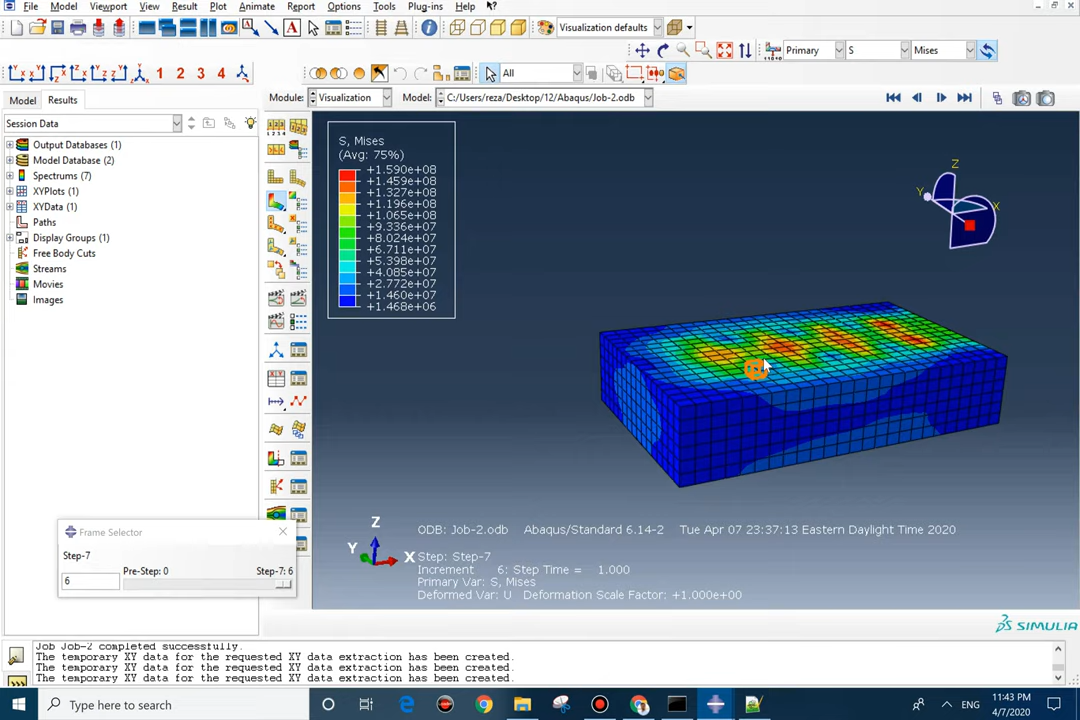 File Model Viewport View Result Plot Animate Report Options Tools Plug-ins Help
Visualization defaults
Primary S Mises
1 2 3 4
All
Model Results
Module: Visualization Model: C:/Users/reza/Desktop/12/Abaqus/Job-2.odb
Session Data
Output Databases (1)
Model Database (2)
Spectrums (7)
XYPlots (1)
XYData (1)
Paths
Display Groups (1)
Free Body Cuts
Streams
Movies
Images
S, Mises
(Avg: 75%)
+1.590e+08
+1.459e+08
+1.327e+08
+1.196e+08
+1.065e+08
+9.336e+07
+8.024e+07
+6.711e+07
+5.398e+07
+4.085e+07
+2.772e+07
+1.460e+07
+1.468e+06
Z
Y
X
Frame Selector
Step-7
Pre-Step: 0 Step-7: 6
6
Z
Y
X
ODB: Job-2.odb Abaqus/Standard 6.14-2 Tue Apr 07 23:37:13 Eastern Daylight Time 2020
Step: Step-7
Increment 6: Step Time = 1.000
Primary Var: S, Mises
Deformed Var: U Deformation Scale Factor: +1.000e+00
SIMULIA
Job Job-2 completed successfully.
The temporary XY data for the requested XY data extraction has been created.
The temporary XY data for the requested XY data extraction has been created.
The temporary XY data for the requested XY data extraction has been created.
Type here to search
ENG
11:43 PM
4/7/2020